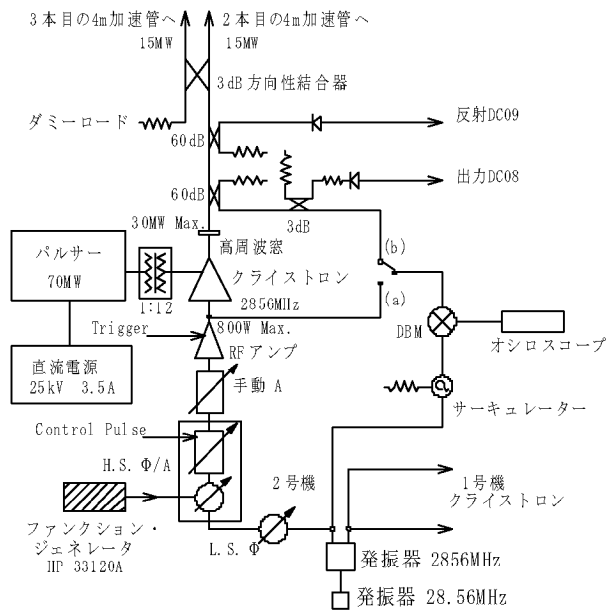 3本目の4m加速管へ
2本目の4m加速管へ
15MW
15MW
3dB方向性結合器
ダミーロード
反射DC09
60dB
出力DC08
60dB
3dB
30MW Max.
高周波窓
(b)
パルサー
70MW
クライストロン
1:12
2856MHz
(a)
Trigger
800W Max.
RFアンプ
DBM
オシロスコープ
直流電源
25kV 3.5A
手動 A
サーキュレーター
Control Pulse
H.S. Φ/A
2号機
1号機
クライストロン
ファンクション・
ジェネレータ
HP 33120A
L.S. Φ
発振器 2856MHz
発振器 28.56MHz